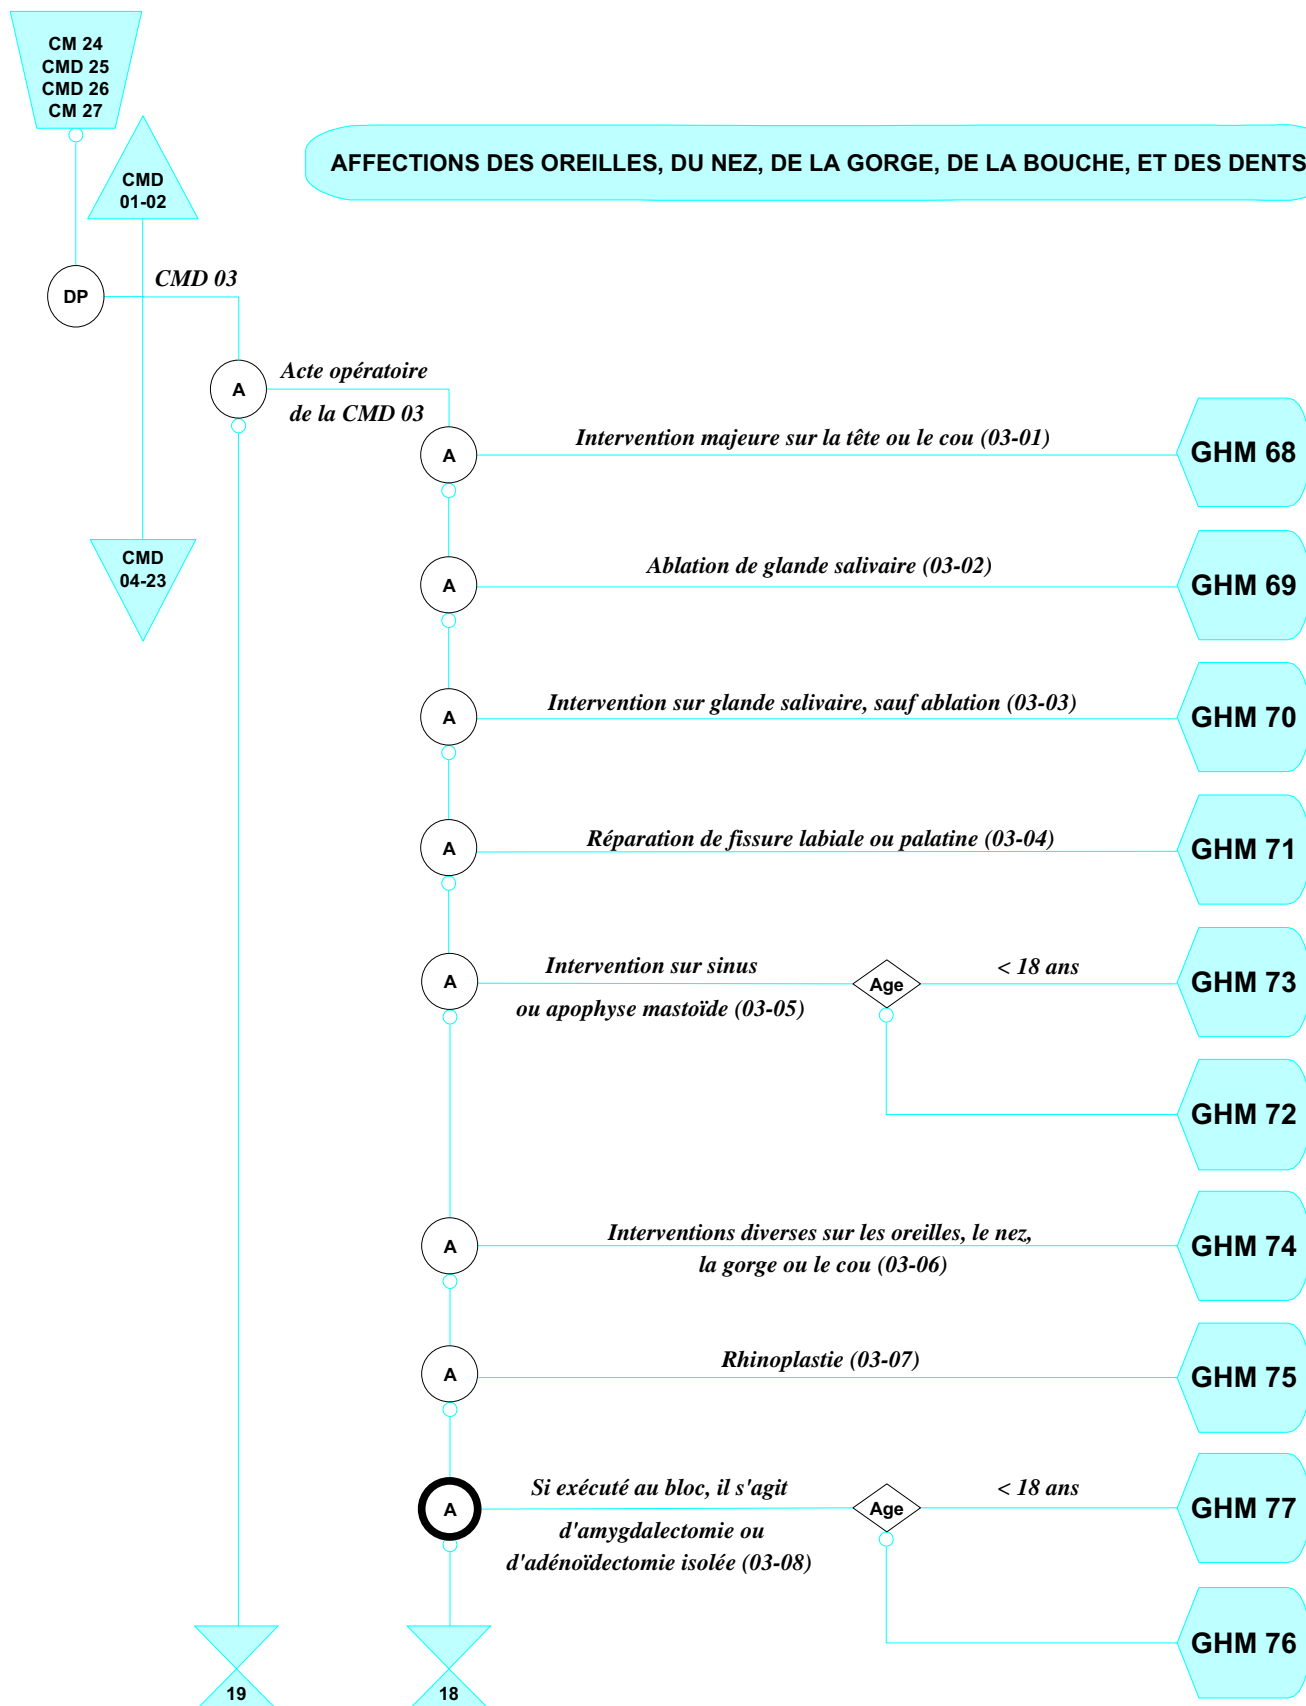 CM 24
CMD 25
CMD 26
CM 27
CMD
01-02
AFFECTIONS DES OREILLES, DU NEZ, DE LA GORGE, DE LA BOUCHE, ET DES DENTS
DP
CMD 03
A
Acte opératoire
de la CMD 03
A
Intervention majeure sur la tête ou le cou (03-01)
GHM 68
CMD
04-23
A
Ablation de glande salivaire (03-02)
GHM 69
A
Intervention sur glande salivaire, sauf ablation (03-03)
GHM 70
A
Réparation de fissure labiale ou palatine (03-04)
GHM 71
A
Intervention sur sinus
ou apophyse mastoïde (03-05)
Age
< 18 ans
GHM 73
GHM 72
A
Interventions diverses sur les oreilles, le nez,
la gorge ou le cou (03-06)
GHM 74
A
Rhinoplastie (03-07)
GHM 75
A
Si exécuté au bloc, il s'agit
d'amygdalectomie ou
d'adénoïdectomie isolée (03-08)
Age
< 18 ans
GHM 77
GHM 76
19
18